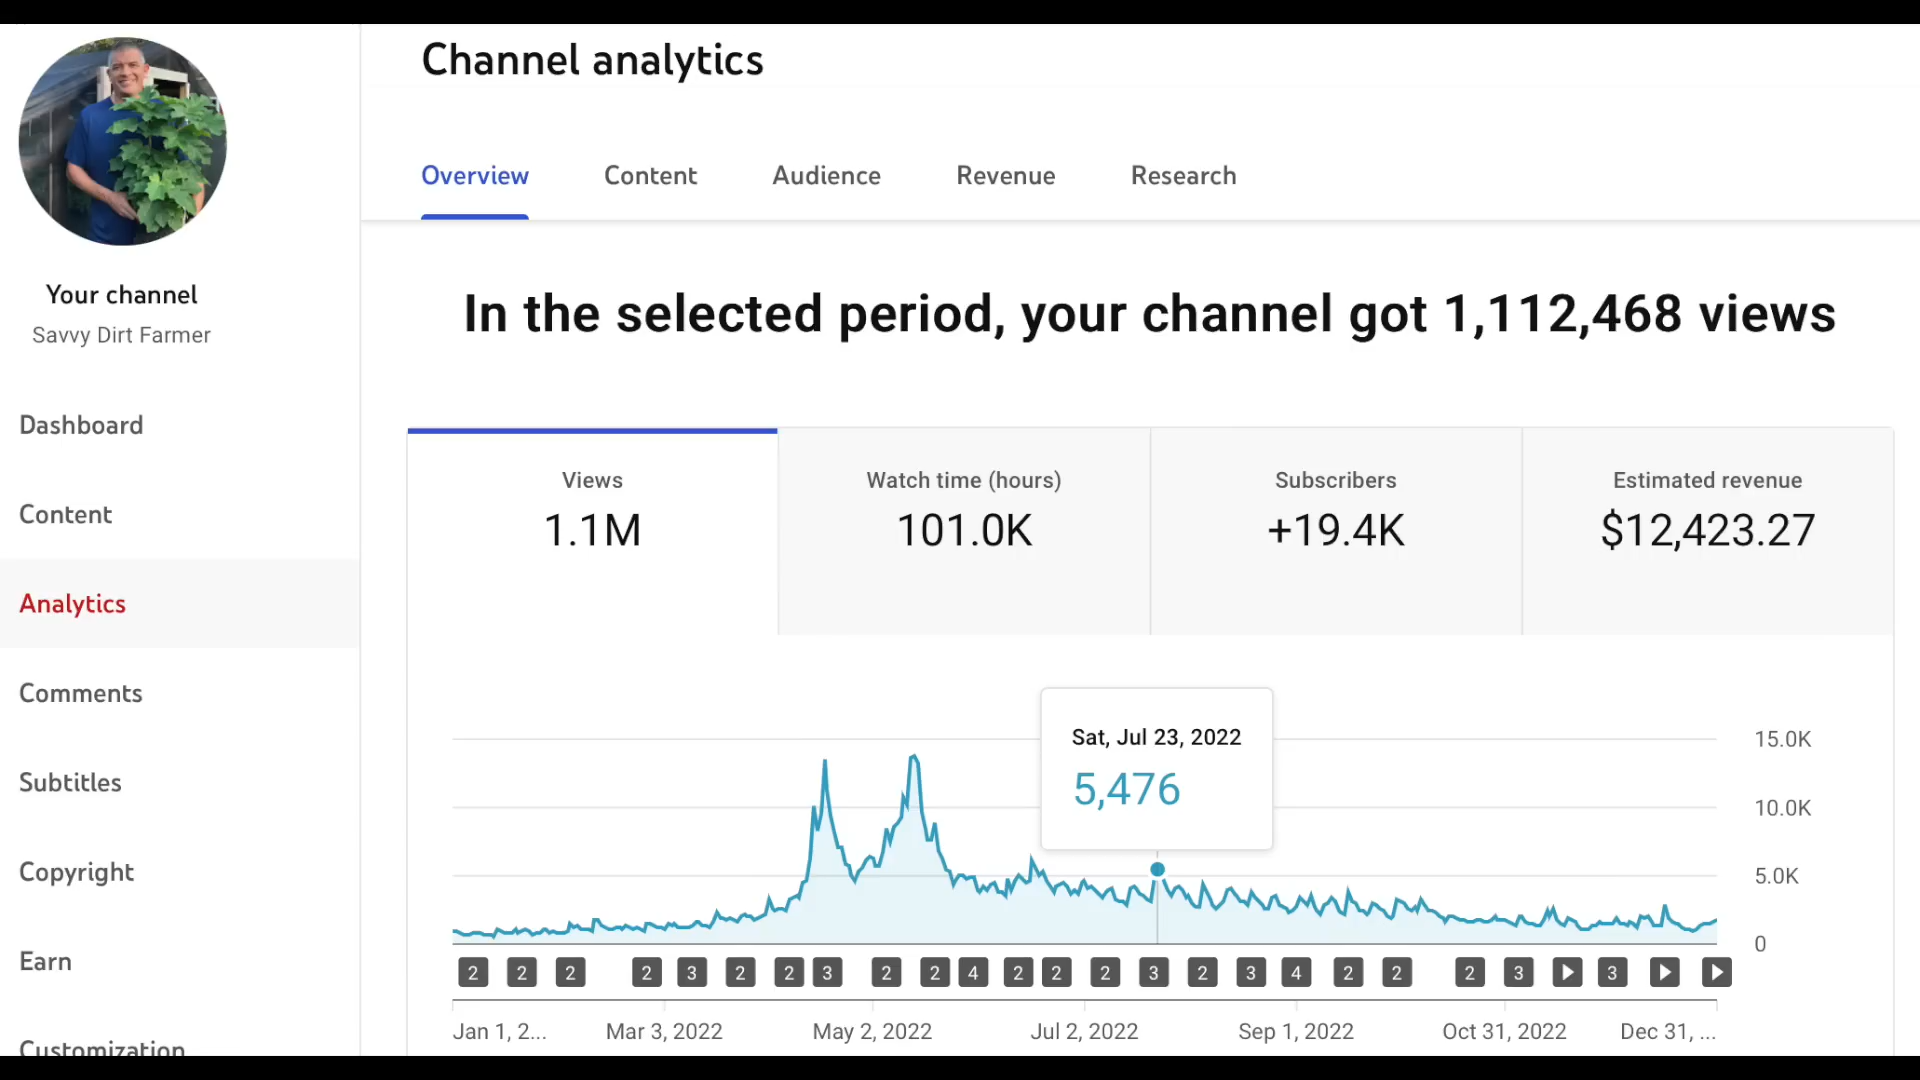 Channel analytics
Overview Content Audience Revenue Research
Your channel
Savvy Dirt Farmer
Dashboard
Content
Analytics
Comments
Subtitles
Copyright
Earn
Customization
In the selected period, your channel got 1,112,468 views
Views Watch time (hours) Subscribers Estimated revenue
1.1M 101.0K +19.4K $12,423.27
Sat, Jul 23, 2022
5,476
15.0K
10.0K
5.0K
0
2 2 2 2 3 2 2 3 2 2 4 2 2 2 3 2 3 4 2 2 2 3 3
Jan 1, 2... Mar 3, 2022 May 2, 2022 Jul 2, 2022 Sep 1, 2022 Oct 31, 2022 Dec 31, ...